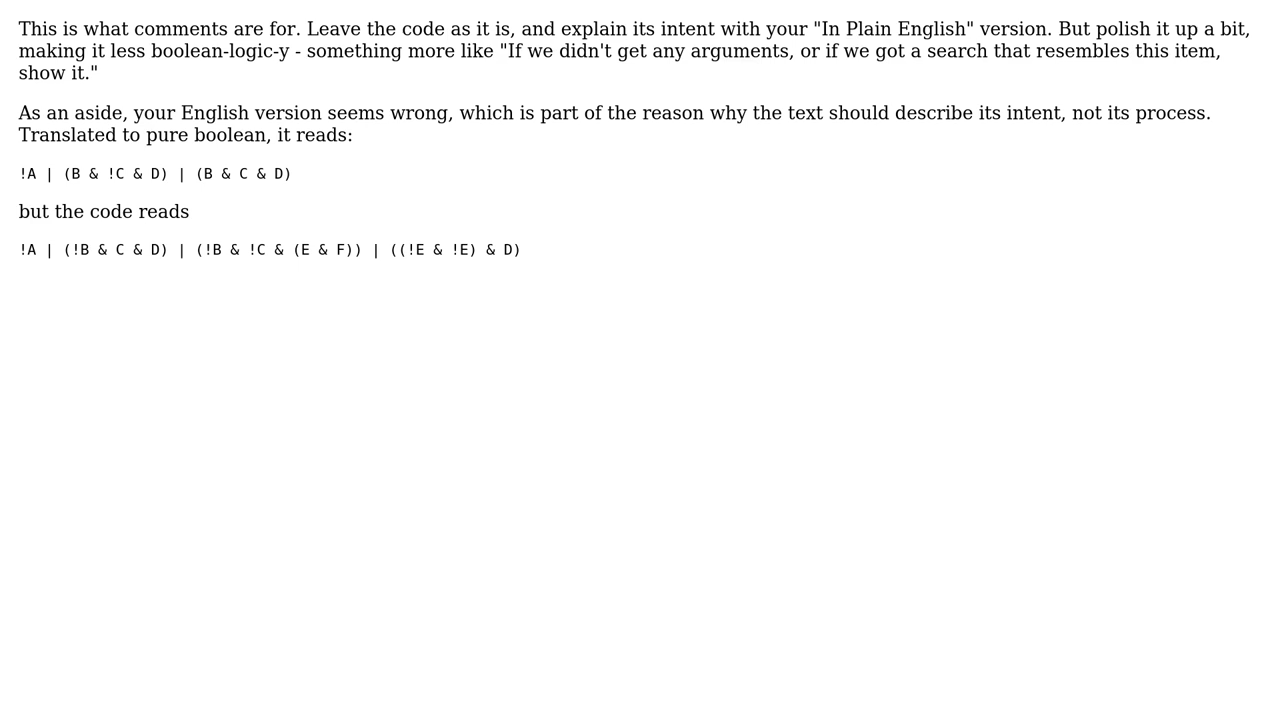 This is what comments are for. Leave the code as it is, and explain its intent with your "In Plain English" version. But polish it up a bit,
making it less boolean-logic-y - something more like "If we didn't get any arguments, or if we got a search that resembles this item,
show it."
As an aside, your English version seems wrong, which is part of the reason why the text should describe its intent, not its process.
Translated to pure boolean, it reads:
!A | (B & !C & D) | (B & C & D)
but the code reads
!A | (!B & C & D) | (!B & !C & (E & F)) | ((!E & !E) & D)